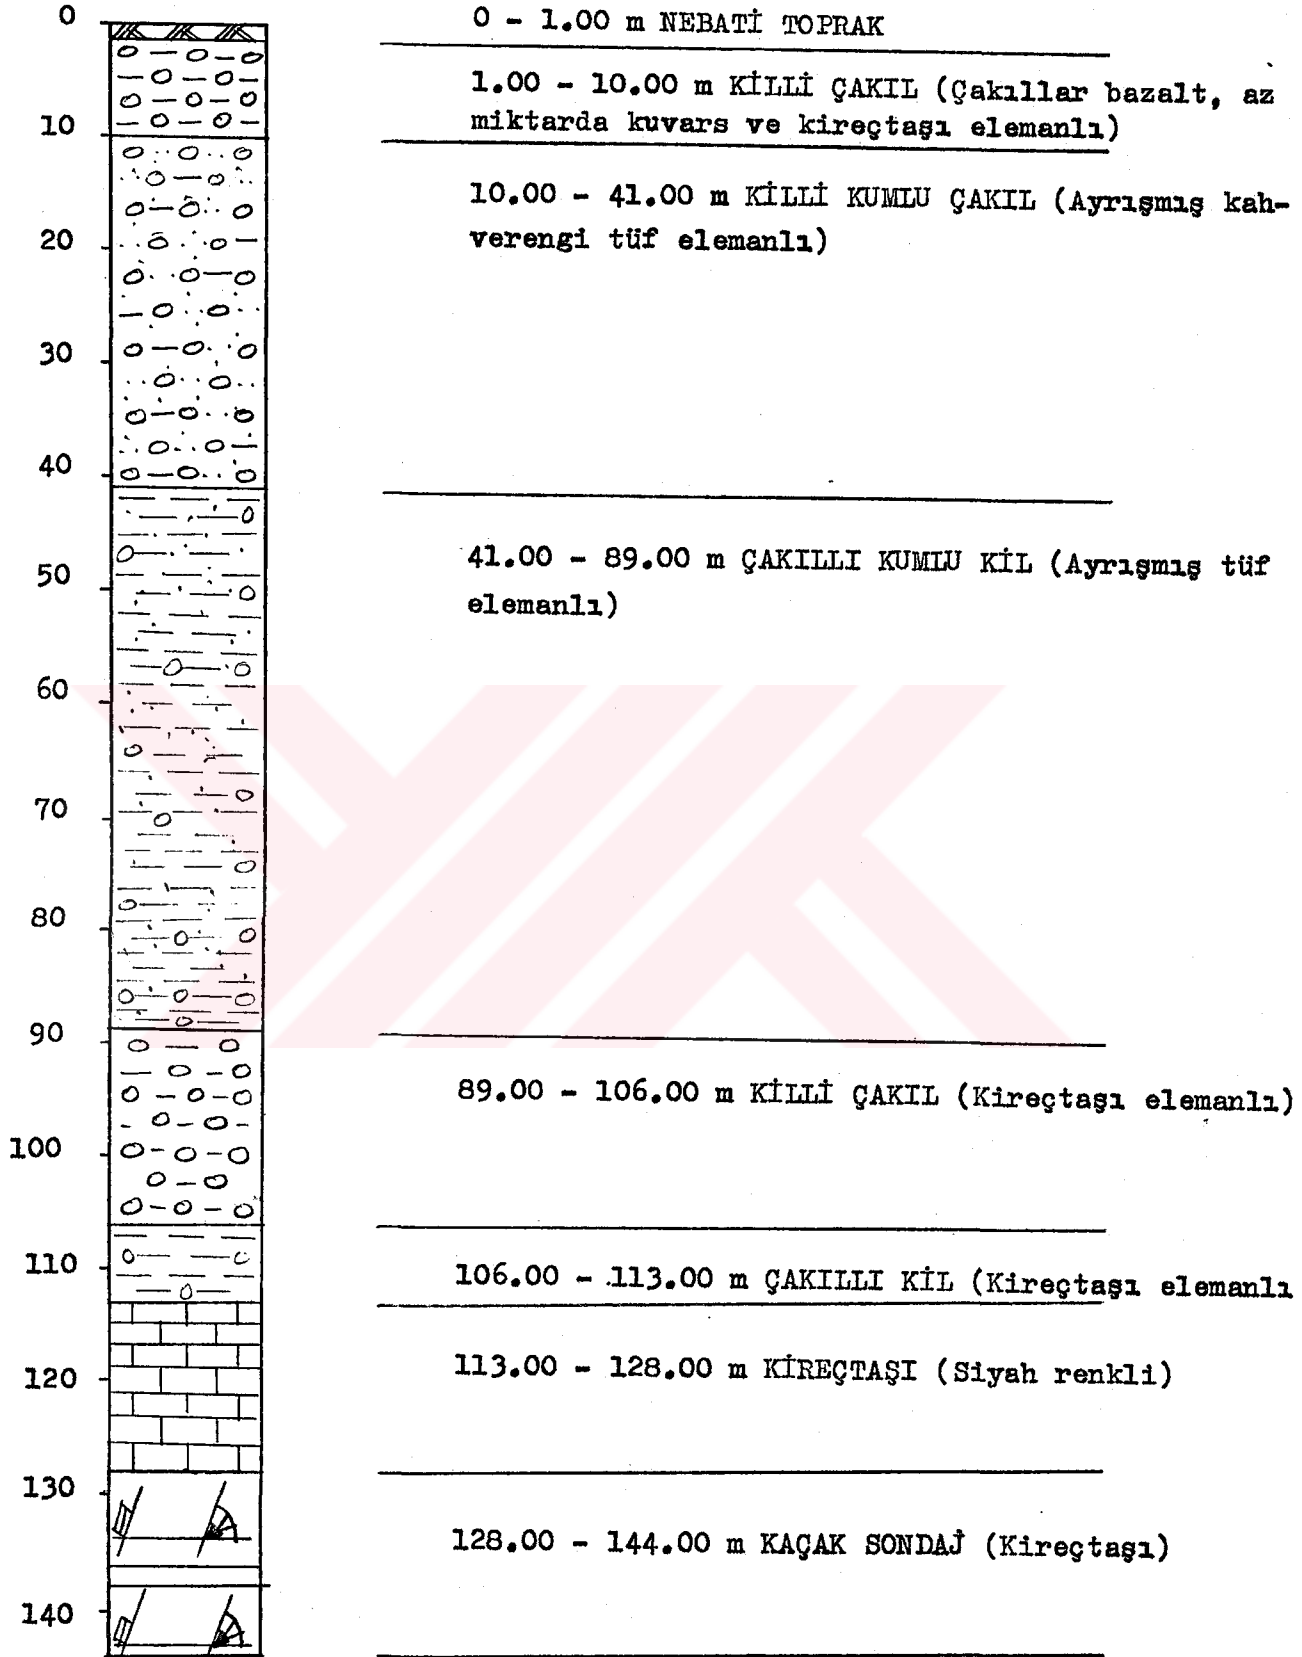 0
0 - 1.00 m NEBATİ TOPRAK
1.00 - 10.00 m KİLLİ ÇAKIL (Çakıllar bazalt, az
miktarda kuvars ve kireçtaşı elemanlı)
10
10.00 - 41.00 m KİLLİ KUMLU ÇAKIL (Ayrışmış kah-
verengi tüf elemanlı)
20
30
40
41.00 - 89.00 m ÇAKILLI KUMLU KİL (Ayrışmış tüf
elemanlı)
50
60
70
80
90
89.00 - 106.00 m KİLLİ ÇAKIL (Kireçtaşı elemanlı)
100
110
106.00 - 113.00 m ÇAKILLI KİL (Kireçtaşı elemanlı
113.00 - 128.00 m KİREÇTAŞI (Siyah renkli)
120
130
128.00 - 144.00 m KAÇAK SONDAJ (Kireçtaşı)
140